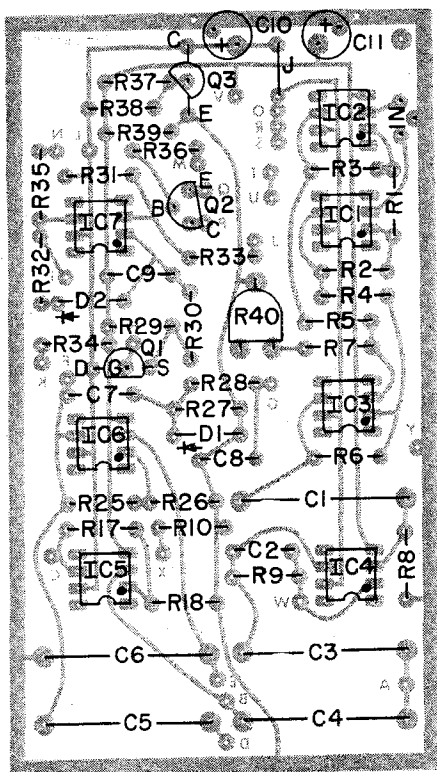 C + C10 +- C11
R37 Q3 J
R38 E IC2 IN
R39
R36
R35 R31 R3
E
IC7 B Q2 IC1 R1
C
R33
R32 C9 R2
D2 R30 R4
R29 R40 R5
R34 Q1 R7
D G S
C7 R28
R27 IC3
IC6 D1
C8 R6
R25 R26 C1
R17 R10
C2 R8
IC5 R9 IC4
R18 W
C6 C3
E A
B
C5 C4
D